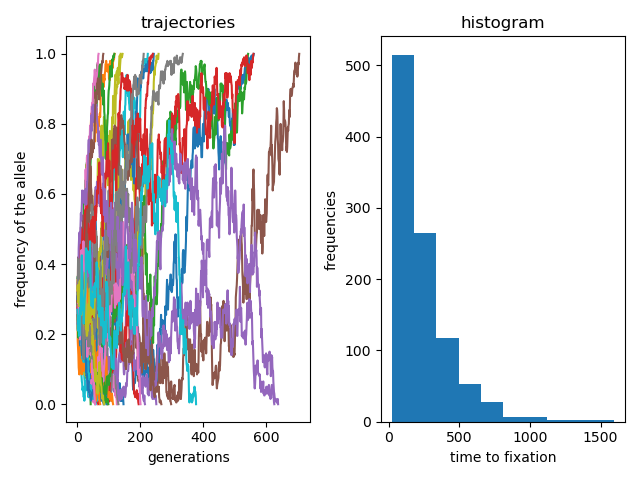 trajectories
frequency of the allele
1.0
0.8
0.6
0.4
0.2
0.0
0 200 400 600
generations
histogram
frequencies
500
400
300
200
100
0
0 500 1000 1500
time to fixation